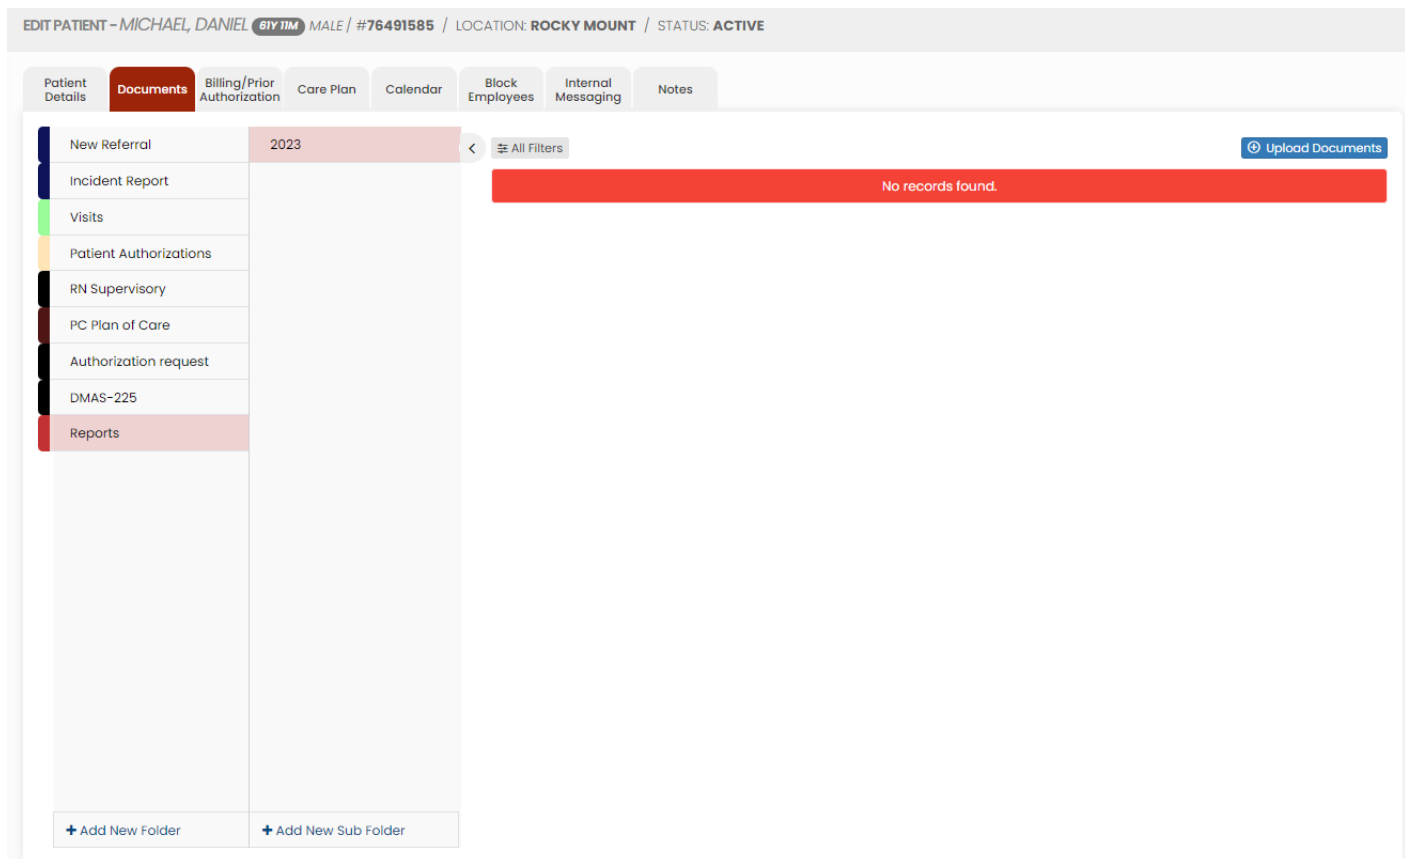 EDIT PATIENT - MICHAEL, DANIEL 61Y 11M MALE / #76491585 / LOCATION: ROCKY MOUNT / STATUS: ACTIVE
Patient Details
Documents
Billing/Prior Authorization
Care Plan
Calendar
Block Employees
Internal Messaging
Notes
New Referral
Incident Report
Visits
Patient Authorizations
RN Supervisory
PC Plan of Care
Authorization request
DMAS-225
Reports
+ Add New Folder
2023
+ Add New Sub Folder
All Filters
Upload Documents
No records found.